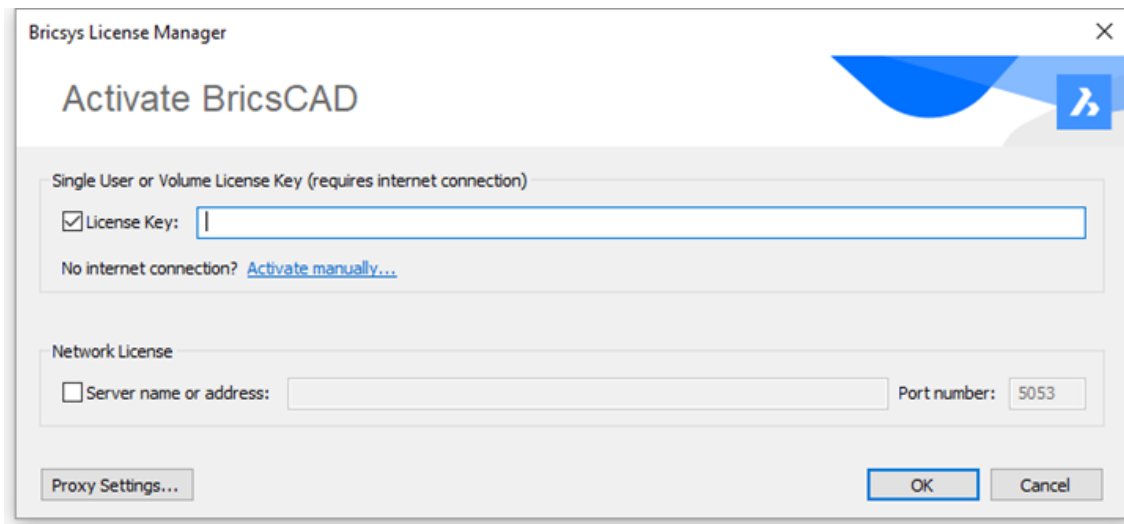 Bricsys License Manager
Activate BricsCAD
Single User or Volume License Key (requires internet connection)
License Key:
No internet connection? Activate manually...
Network License
Server name or address: Port number: 5053
Proxy Settings... OK Cancel